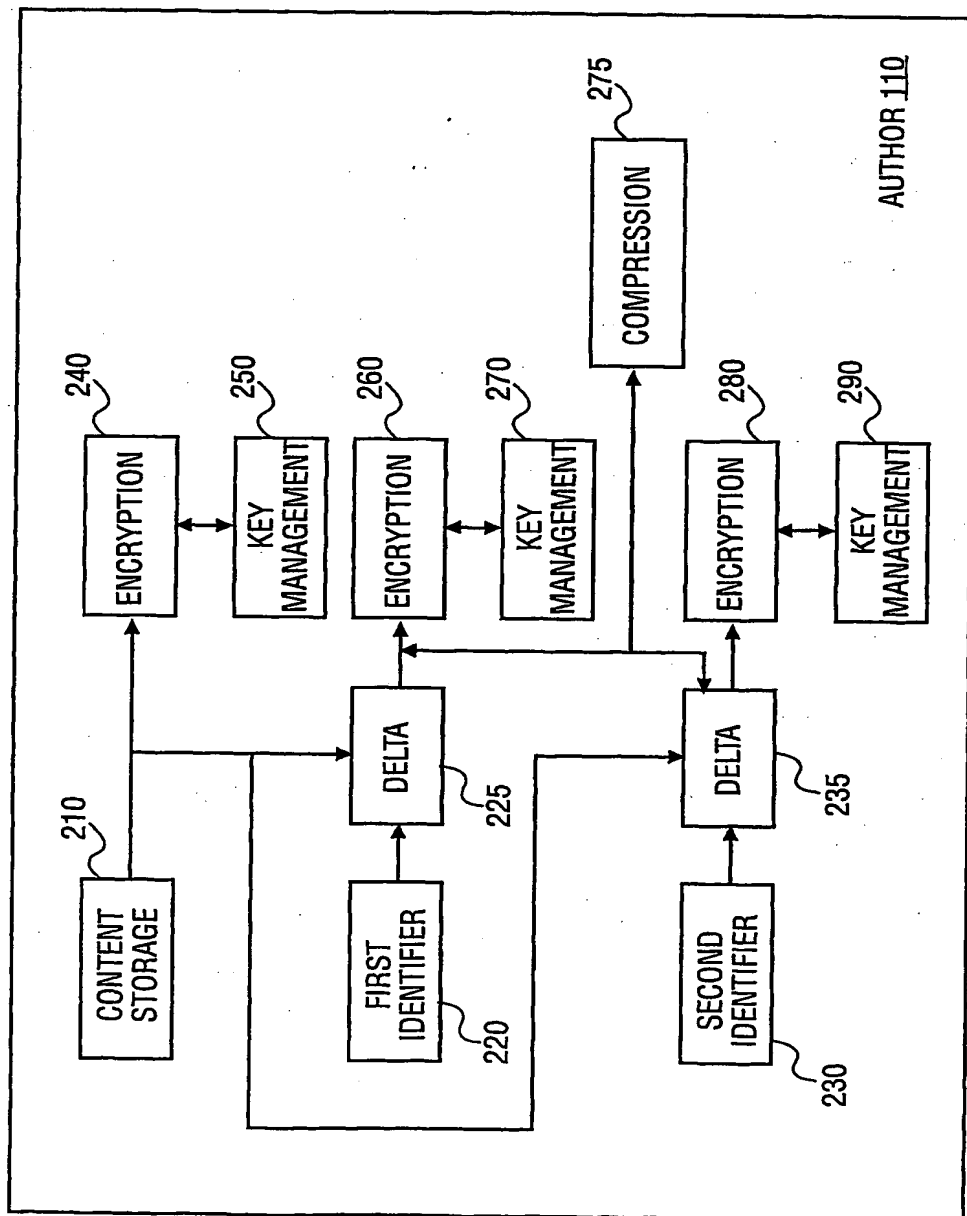 210
CONTENT
STORAGE
240
ENCRYPTION
250
KEY
MANAGEMENT
FIRST
IDENTIFIER
220
DELTA
225
260
ENCRYPTION
270
KEY
MANAGEMENT
275
COMPRESSION
SECOND
IDENTIFIER
230
DELTA
235
280
ENCRYPTION
290
KEY
MANAGEMENT
AUTHOR 110